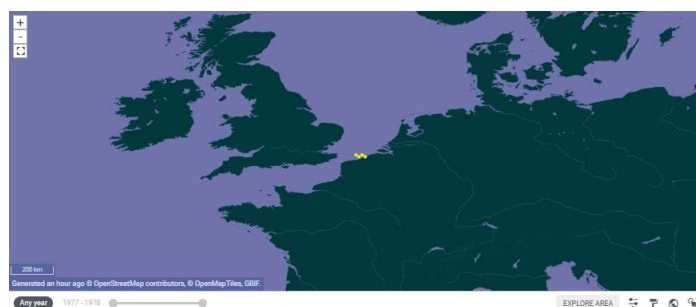 +
-
200 km
Generated an hour ago © OpenStreetMap contributors, © OpenMapTiles, GBIF.
Any year 1977 - 1978 EXPLORE AREA